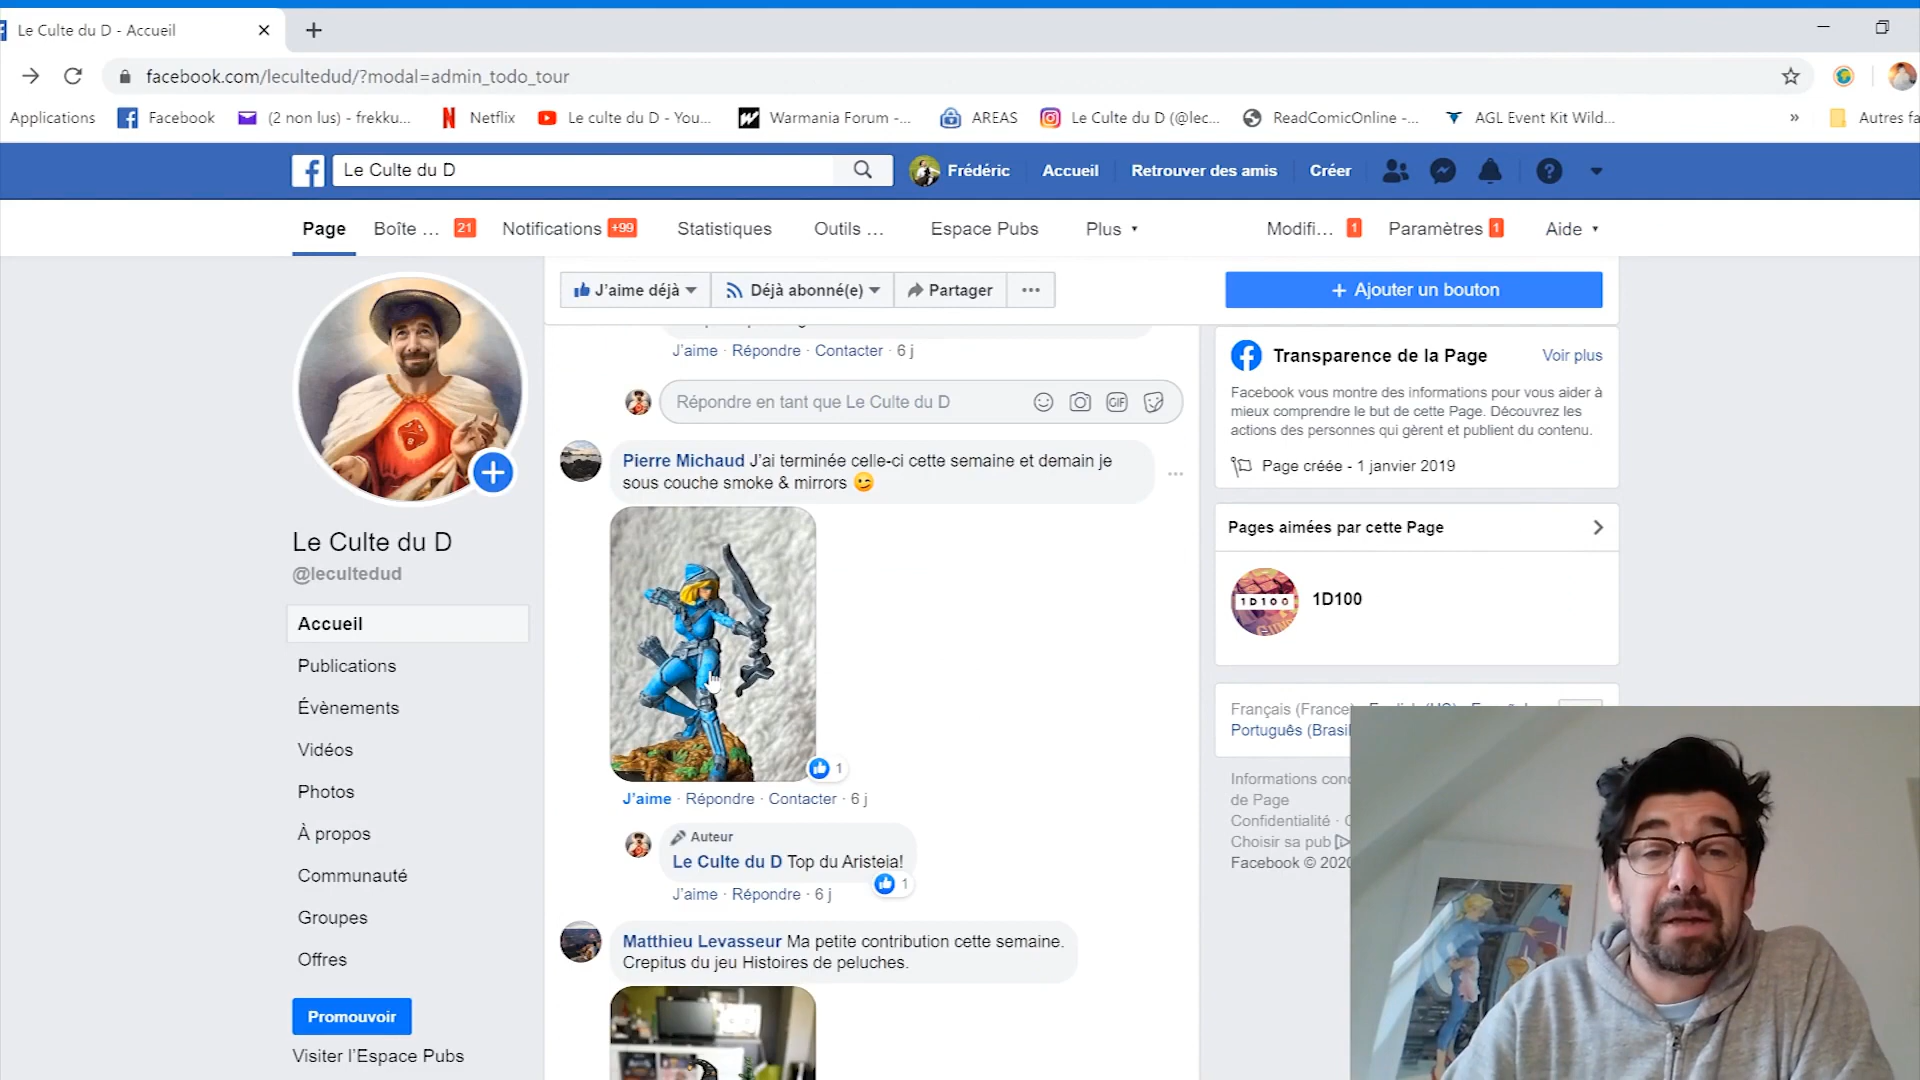 Le Culte du D - Accueil
facebook.com/lecultedud/?modal=admin_todo_tour
Applications Facebook (2 non lus) - frekku... Netflix Le culte du D - You... Warmania Forum -... AREAS Le Culte du D (@lec... ReadComicOnline -... AGL Event Kit Wild... » Autres fa
Le Culte du D Frédéric Accueil Retrouver des amis Créer
Page Boîte ... 21 Notifications +99 Statistiques Outils ... Espace Pubs Plus Modifi... 1 Paramètres 1 Aide
J'aime déjà Déjà abonné(e) Partager ... + Ajouter un bouton
Le Culte du D
@lecultedud
Accueil
Publications
Évènements
Vidéos
Photos
À propos
Communauté
Groupes
Offres
Promouvoir
Visiter l'Espace Pubs
J'aime · Répondre · Contacter · 6 j
Répondre en tant que Le Culte du D GIF
Pierre Michaud J'ai terminée celle-ci cette semaine et demain je
sous couche smoke & mirrors
1
J'aime · Répondre · Contacter · 6 j
Auteur
Le Culte du D Top du Aristeia!
1
J'aime · Répondre · 6 j
Matthieu Levasseur Ma petite contribution cette semaine.
Crepitus du jeu Histoires de peluches.
Transparence de la Page Voir plus
Facebook vous montre des informations pour vous aider à
mieux comprendre le but de cette Page. Découvrez les
actions des personnes qui gèrent et publient du contenu.
Page créée - 1 janvier 2019
Pages aimées par cette Page
1D100
1D100
Français (France)
Português (Brasil
Informations con
de Page
Confidentialité ·
Choisir sa pub
Facebook © 2020